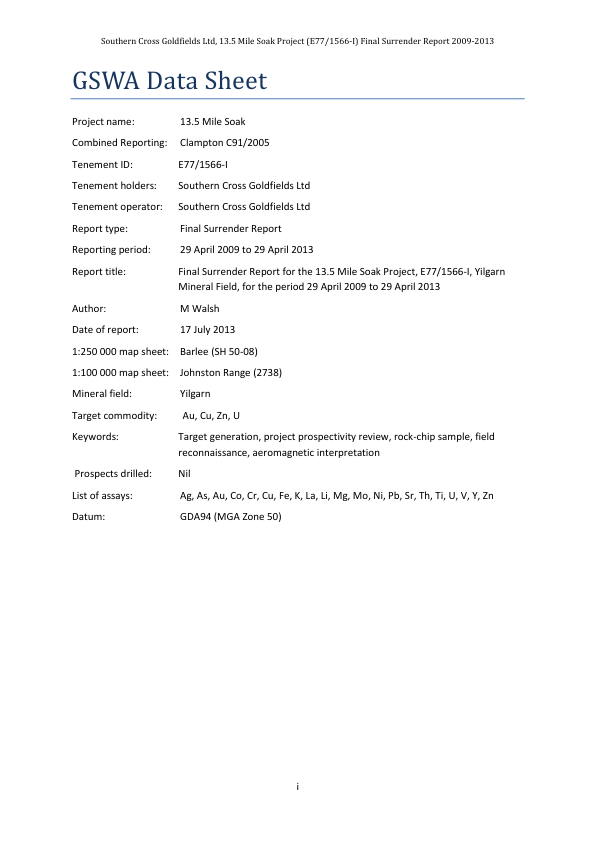 Southern Cross Goldfields Ltd, 13.5 Mile Soak Project (E77/1566-I) Final Surrender Report 2009-2013
GSWA Data Sheet
Project name: 13.5 Mile Soak
Combined Reporting: Clampton C91/2005
Tenement ID: E77/1566-I
Tenement holders: Southern Cross Goldfields Ltd
Tenement operator: Southern Cross Goldfields Ltd
Report type: Final Surrender Report
Reporting period: 29 April 2009 to 29 April 2013
Report title: Final Surrender Report for the 13.5 Mile Soak Project, E77/1566-I, Yilgarn
Mineral Field, for the period 29 April 2009 to 29 April 2013
Author: M Walsh
Date of report: 17 July 2013
1:250 000 map sheet: Barlee (SH 50-08)
1:100 000 map sheet: Johnston Range (2738)
Mineral field: Yilgarn
Target commodity: Au, Cu, Zn, U
Keywords: Target generation, project prospectivity review, rock-chip sample, field
reconnaissance, aeromagnetic interpretation
Prospects drilled: Nil
List of assays: Ag, As, Au, Co, Cr, Cu, Fe, K, La, Li, Mg, Mo, Ni, Pb, Sr, Th, Ti, U, V, Y, Zn
Datum: GDA94 (MGA Zone 50)
i